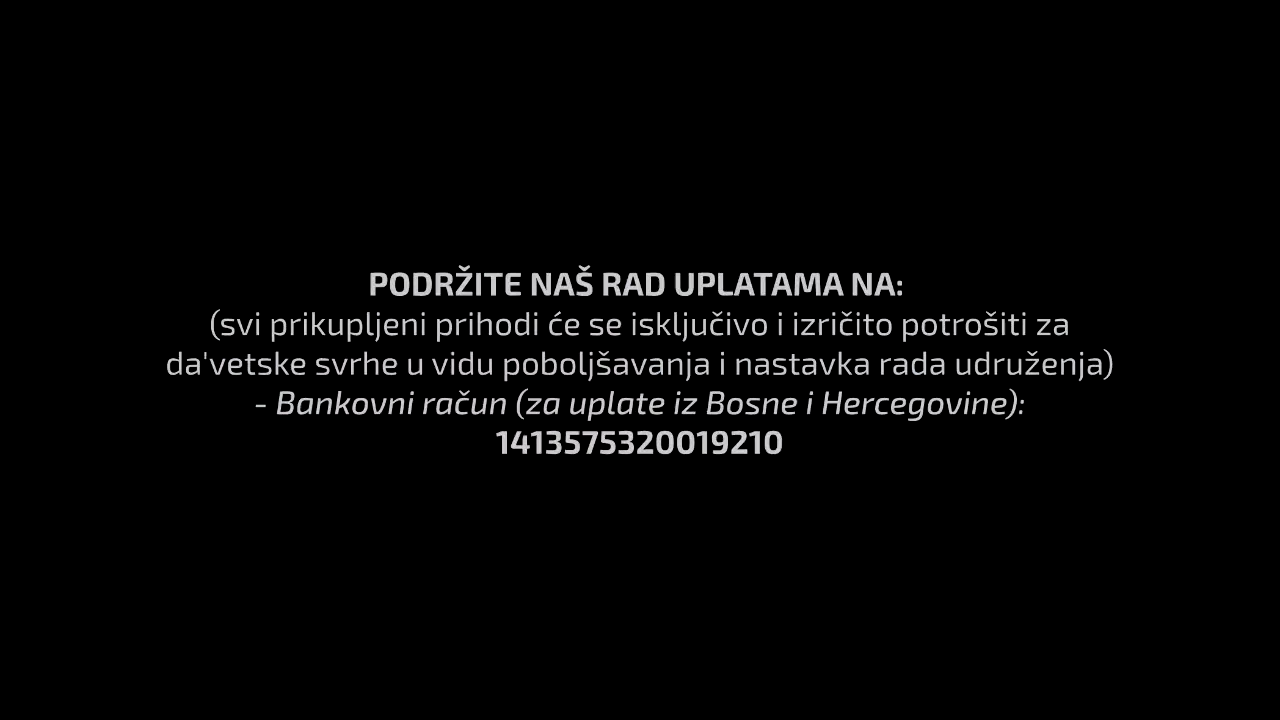 PODRŽITE NAŠ RAD UPLATAMA NA:
(svi prikupljeni prihodi će se isključivo i izričito potrošiti za
da'vetske svrhe u vidu poboljšavanja i nastavka rada udruženja)
- Bankovni račun (za uplate iz Bosne i Hercegovine):
1413575320019210